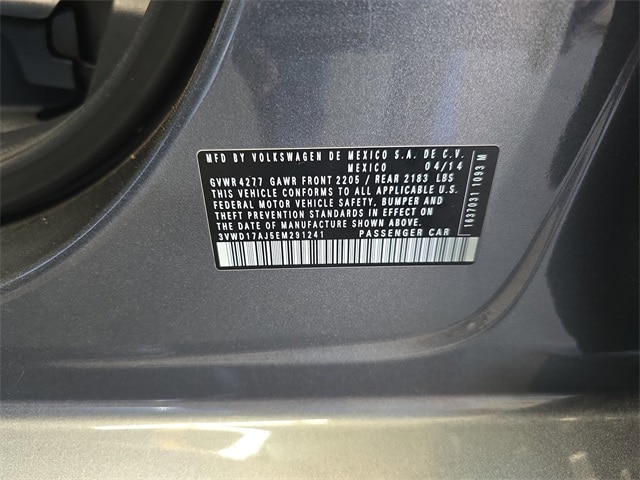 MFD BY VOLKSWAGEN DE MEXICO S.A. DE C.V.
MEXICO 04/14
GVWR 4277 GAWR FRONT 2205 / REAR 2183 LBS
THIS VEHICLE CONFORMS TO ALL APPLICABLE U.S.
FEDERAL MOTOR VEHICLE SAFETY, BUMPER AND
THEFT PREVENTION STANDARDS IN EFFECT ON
THE DATE OF MANUFACTURE SHOWN ABOVE.
3VWD17AJ5EM291241 PASSENGER CAR
1637031 1093 M